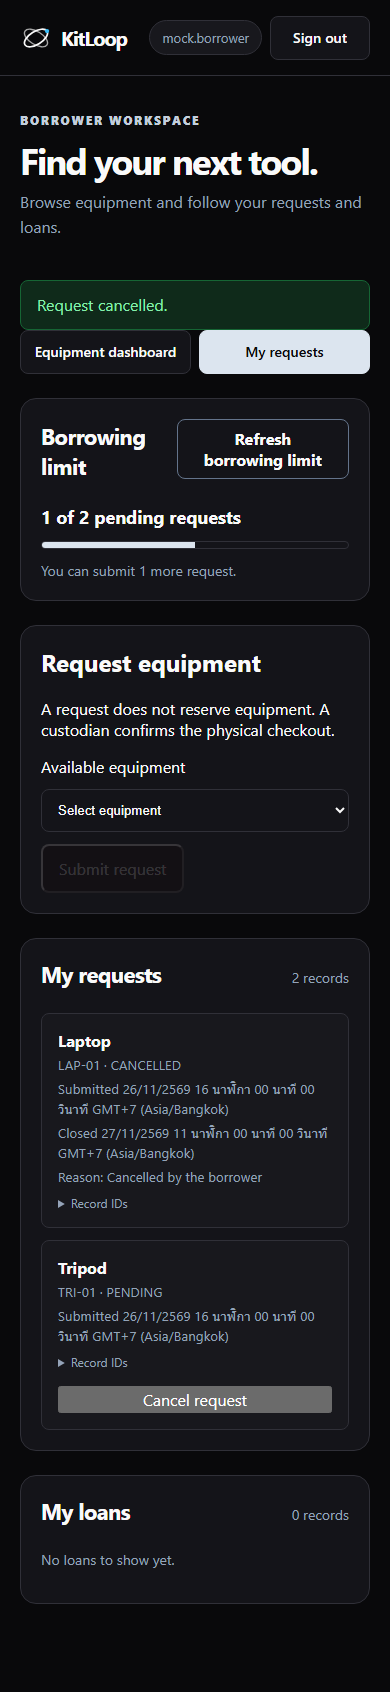 KitLoop
mock.borrower
Sign out
BORROWER WORKSPACE
Find your next tool.
Browse equipment and follow your requests and
loans.
Request cancelled.
Equipment dashboard
My requests
Borrowing
limit
Refresh
borrowing limit
1 of 2 pending requests
You can submit 1 more request.
Request equipment
A request does not reserve equipment. A
custodian confirms the physical checkout.
Available equipment
Select equipment
Submit request
My requests
2 records
Laptop
LAP-01 · CANCELLED
Submitted 26/11/2569 16 นาฬิกา 00 นาที 00
วินาที GMT+7 (Asia/Bangkok)
Closed 27/11/2569 11 นาฬิกา 00 นาที 00 วินาที
GMT+7 (Asia/Bangkok)
Reason: Cancelled by the borrower
Record IDs
Tripod
TRI-01 · PENDING
Submitted 26/11/2569 16 นาฬิกา 00 นาที 00
วินาที GMT+7 (Asia/Bangkok)
Record IDs
Cancel request
My loans
0 records
No loans to show yet.